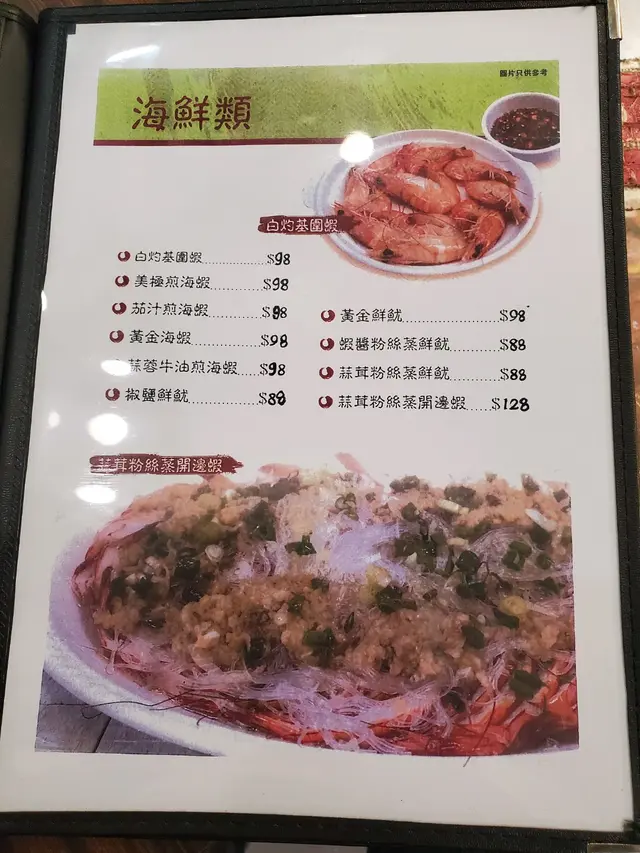 圖片只供參考
海鮮類
白灼基圍蝦
白灼基圍蝦 $98
美極煎海蝦 $98
茄汁煎海蝦 $98
黃金海蝦 $98
蒜蓉牛油煎海蝦 $98
椒鹽鮮魷 $88
黃金鮮魷 $98
蝦醬粉絲蒸鮮魷 $88
蒜茸粉絲蒸鮮魷 $88
蒜茸粉絲蒸開邊蝦 $128
蒜茸粉絲蒸開邊蝦